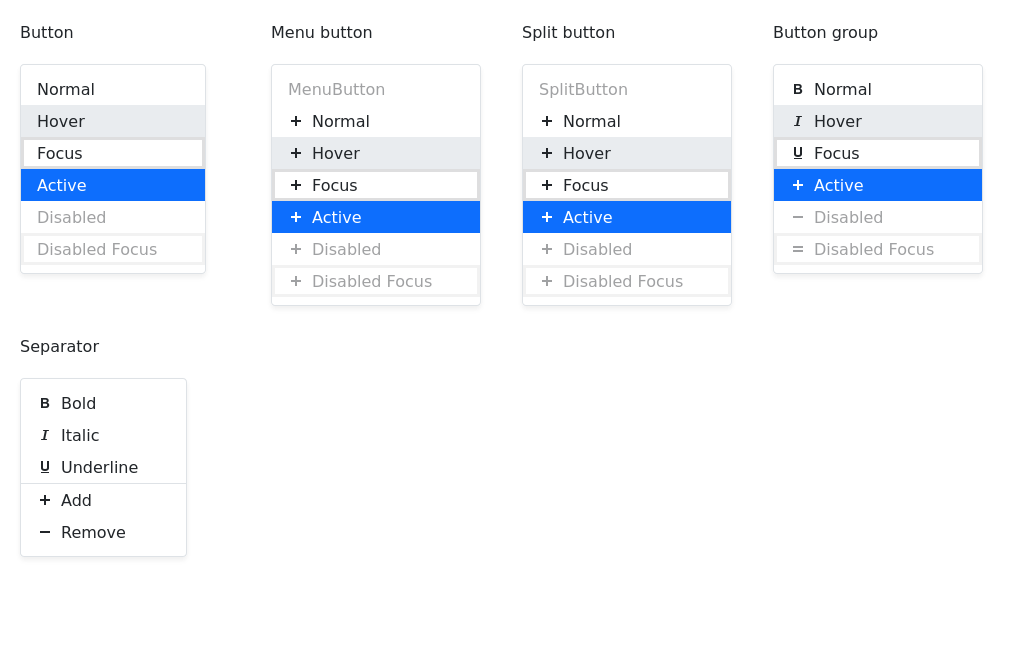 Button
Normal
Hover
Focus
Active
Disabled
Disabled Focus
Menu button
MenuButton
+ Normal
+ Hover
+ Focus
+ Active
+ Disabled
+ Disabled Focus
Split button
SplitButton
+ Normal
+ Hover
+ Focus
+ Active
+ Disabled
+ Disabled Focus
Button group
B Normal
I Hover
U Focus
+ Active
− Disabled
= Disabled Focus
Separator
B Bold
I Italic
U Underline
+ Add
− Remove